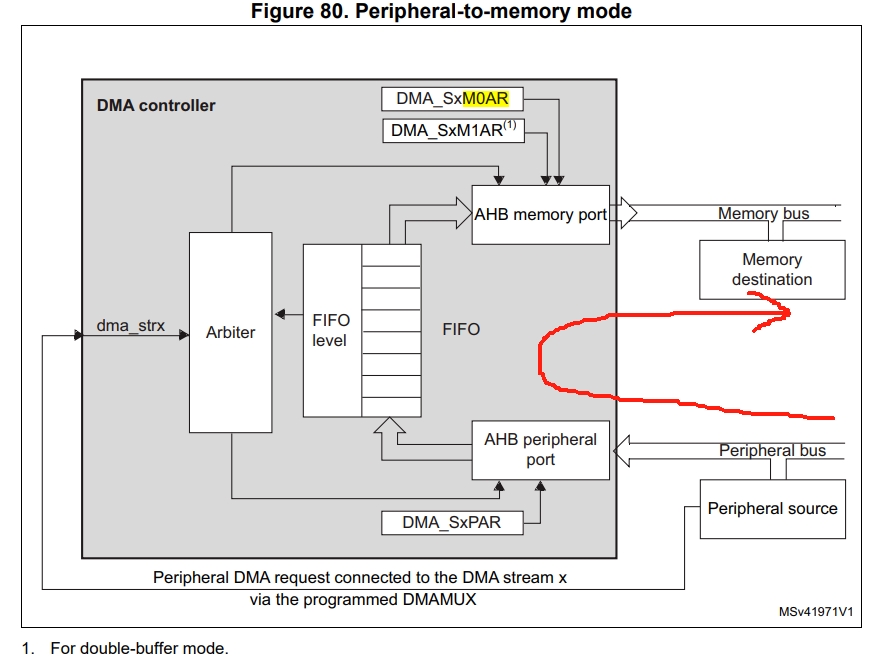 Figure 80. Peripheral-to-memory mode
DMA controller
DMA_SxM0AR
DMA_SxM1AR(1)
AHB memory port
Memory bus
Memory
destination
dma_strx
Arbiter
FIFO
level
FIFO
AHB peripheral
port
Peripheral bus
Peripheral source
DMA_SxPAR
Peripheral DMA request connected to the DMA stream x
via the programmed DMAMUX
MSv41971V1
1. For double-buffer mode.